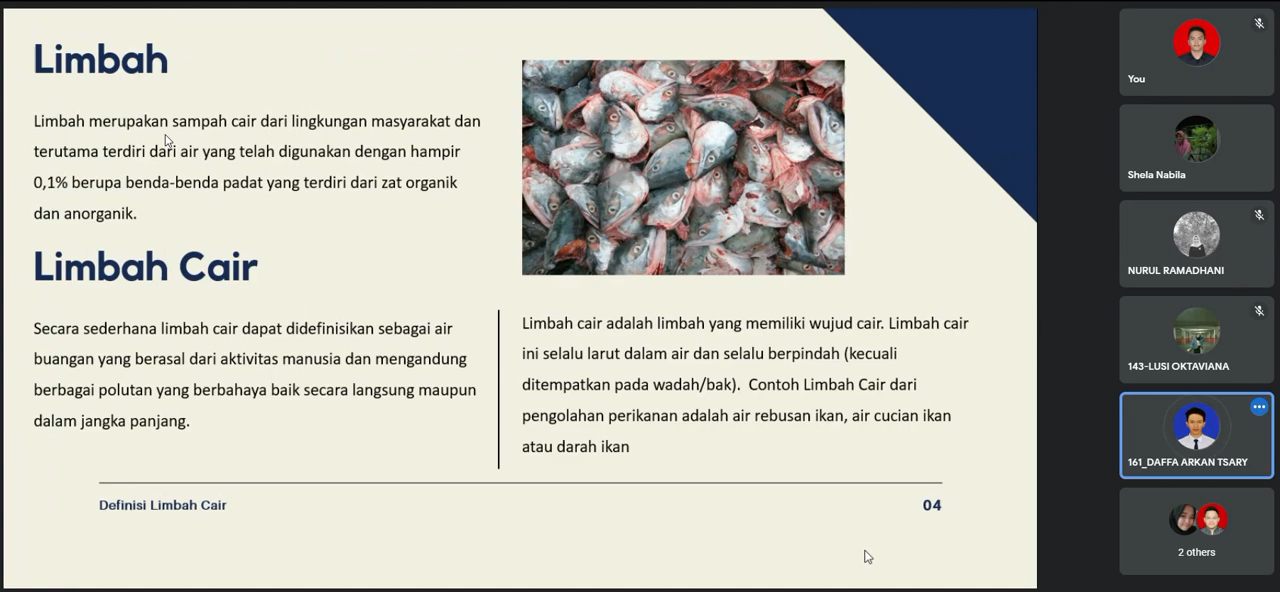 Limbah
Limbah merupakan sampah cair dari lingkungan masyarakat dan
terutama terdiri dari air yang telah digunakan dengan hampir
0,1% berupa benda-benda padat yang terdiri dari zat organik
dan anorganik.
Limbah Cair
Secara sederhana limbah cair dapat didefinisikan sebagai air
buangan yang berasal dari aktivitas manusia dan mengandung
berbagai polutan yang berbahaya baik secara langsung maupun
dalam jangka panjang.
Limbah cair adalah limbah yang memiliki wujud cair. Limbah cair
ini selalu larut dalam air dan selalu berpindah (kecuali
ditempatkan pada wadah/bak).  Contoh Limbah Cair dari
pengolahan perikanan adalah air rebusan ikan, air cucian ikan
atau darah ikan
Definisi Limbah Cair
04
You
Shela Nabila
NURUL RAMADHANI
143-LUSI OKTAVIANA
161_DAFFA ARKAN TSARY
2 others